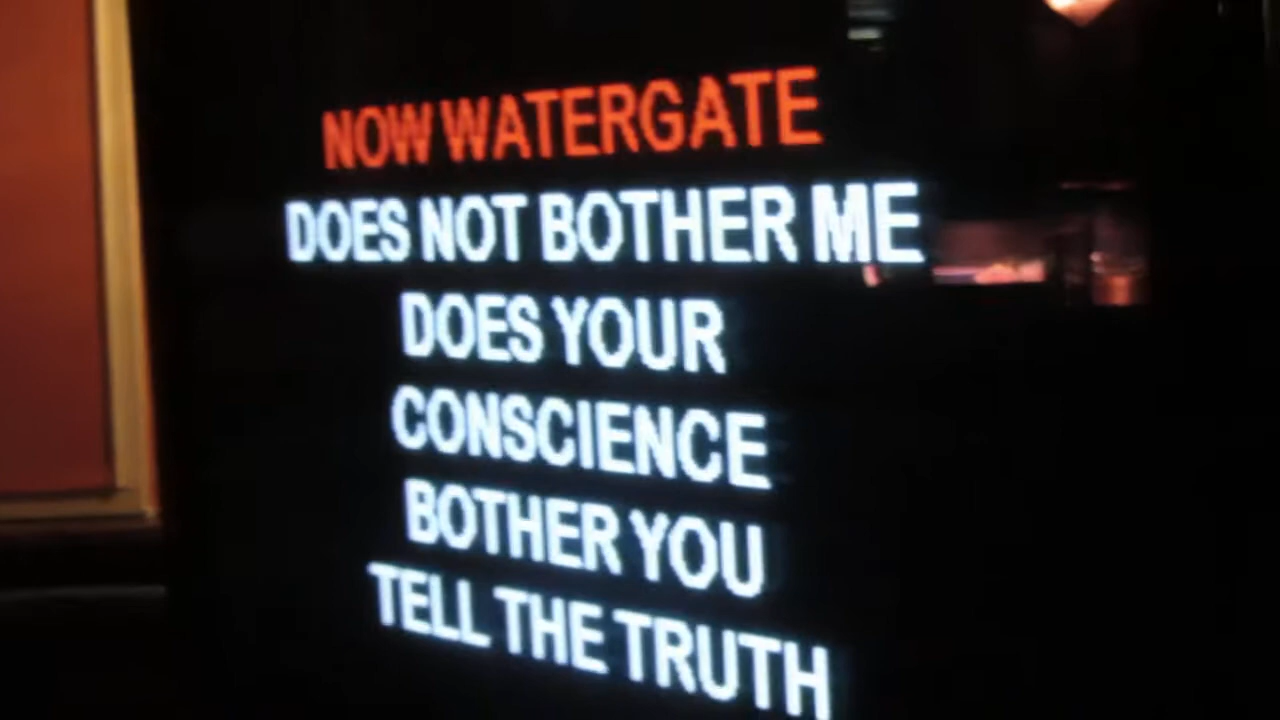 NOW WATERGATE
DOES NOT BOTHER ME
DOES YOUR
CONSCIENCE
BOTHER YOU
TELL THE TRUTH